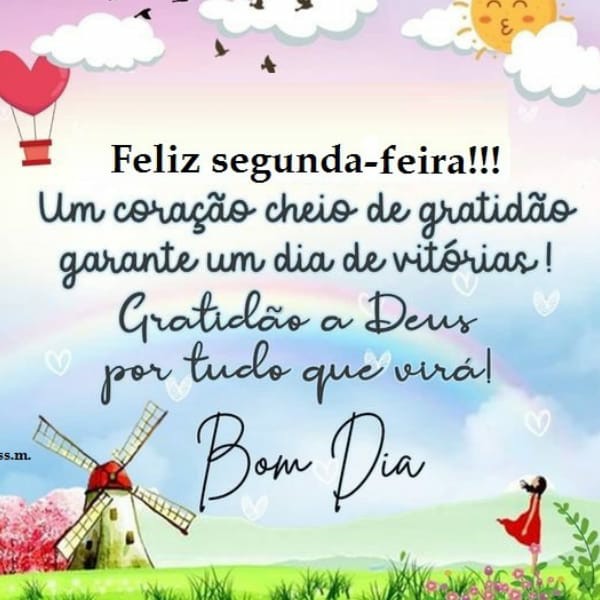 Feliz segunda-feira!!!
Um coração cheio de gratidão
garante um dia de vitórias!
Gratidão a Deus
por tudo que virá!
ss.m.
Bom Dia